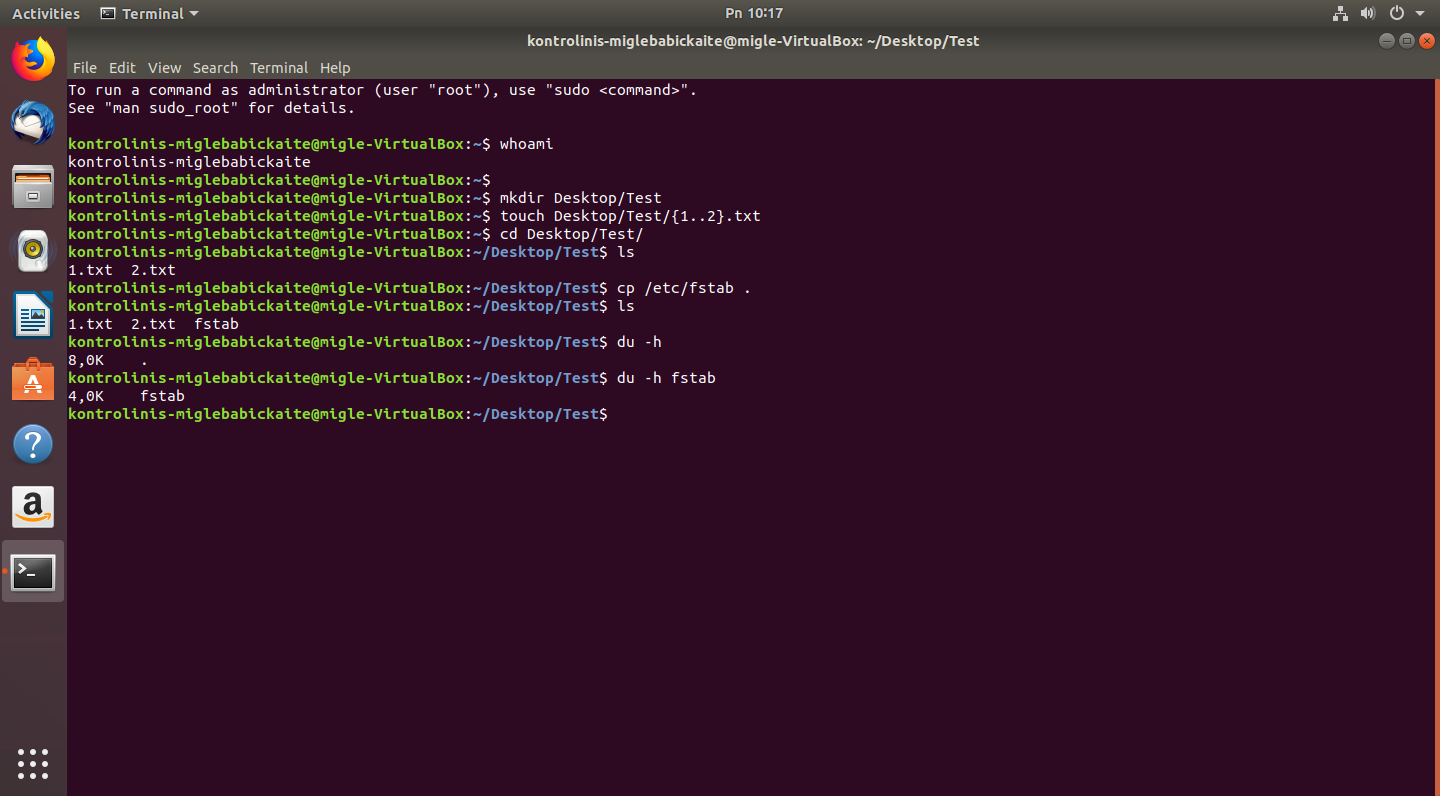 Activities Terminal Pn 10:17
kontrolinis-miglebabickaite@migle-VirtualBox: ~/Desktop/Test
File Edit View Search Terminal Help
To run a command as administrator (user "root"), use "sudo <command>".
See "man sudo_root" for details.
kontrolinis-miglebabickaite@migle-VirtualBox:~$ whoami
kontrolinis-miglebabickaite
kontrolinis-miglebabickaite@migle-VirtualBox:~$
kontrolinis-miglebabickaite@migle-VirtualBox:~$ mkdir Desktop/Test
kontrolinis-miglebabickaite@migle-VirtualBox:~$ touch Desktop/Test/{1..2}.txt
kontrolinis-miglebabickaite@migle-VirtualBox:~$ cd Desktop/Test/
kontrolinis-miglebabickaite@migle-VirtualBox:~/Desktop/Test$ ls
1.txt  2.txt
kontrolinis-miglebabickaite@migle-VirtualBox:~/Desktop/Test$ cp /etc/fstab .
kontrolinis-miglebabickaite@migle-VirtualBox:~/Desktop/Test$ ls
1.txt  2.txt  fstab
kontrolinis-miglebabickaite@migle-VirtualBox:~/Desktop/Test$ du -h
8,0K    .
kontrolinis-miglebabickaite@migle-VirtualBox:~/Desktop/Test$ du -h fstab
4,0K    fstab
kontrolinis-miglebabickaite@migle-VirtualBox:~/Desktop/Test$